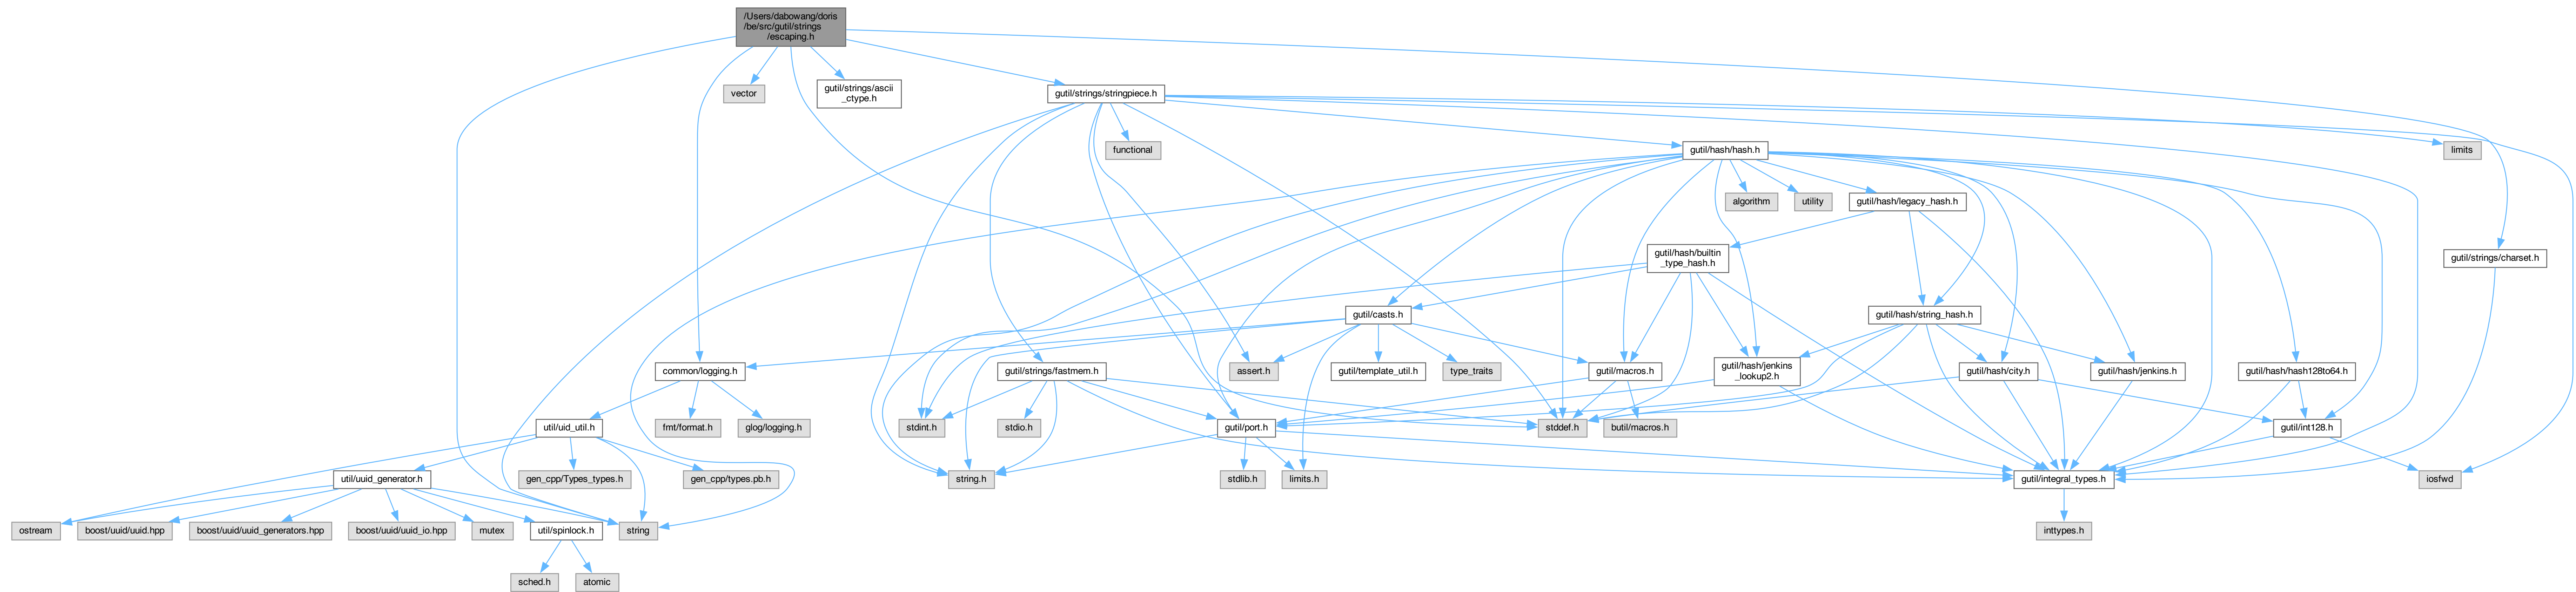 /Users/dabowang/doris
/be/src/gutil/strings
/escaping.h
vector
gutil/strings/ascii
_ctype.h
gutil/strings/stringpiece.h
functional
gutil/hash/hash.h
limits
algorithm
utility
gutil/hash/legacy_hash.h
gutil/hash/builtin
_type_hash.h
gutil/strings/charset.h
gutil/casts.h
gutil/hash/string_hash.h
common/logging.h
gutil/strings/fastmem.h
assert.h
gutil/template_util.h
type_traits
gutil/macros.h
gutil/hash/jenkins
_lookup2.h
gutil/hash/city.h
gutil/hash/jenkins.h
gutil/hash/hash128to64.h
util/uid_util.h
fmt/format.h
glog/logging.h
stdint.h
stdio.h
gutil/port.h
stddef.h
butil/macros.h
gutil/int128.h
util/uuid_generator.h
gen_cpp/Types_types.h
gen_cpp/types.pb.h
string.h
stdlib.h
limits.h
gutil/integral_types.h
iosfwd
ostream
boost/uuid/uuid.hpp
boost/uuid/uuid_generators.hpp
boost/uuid/uuid_io.hpp
mutex
util/spinlock.h
string
inttypes.h
sched.h
atomic